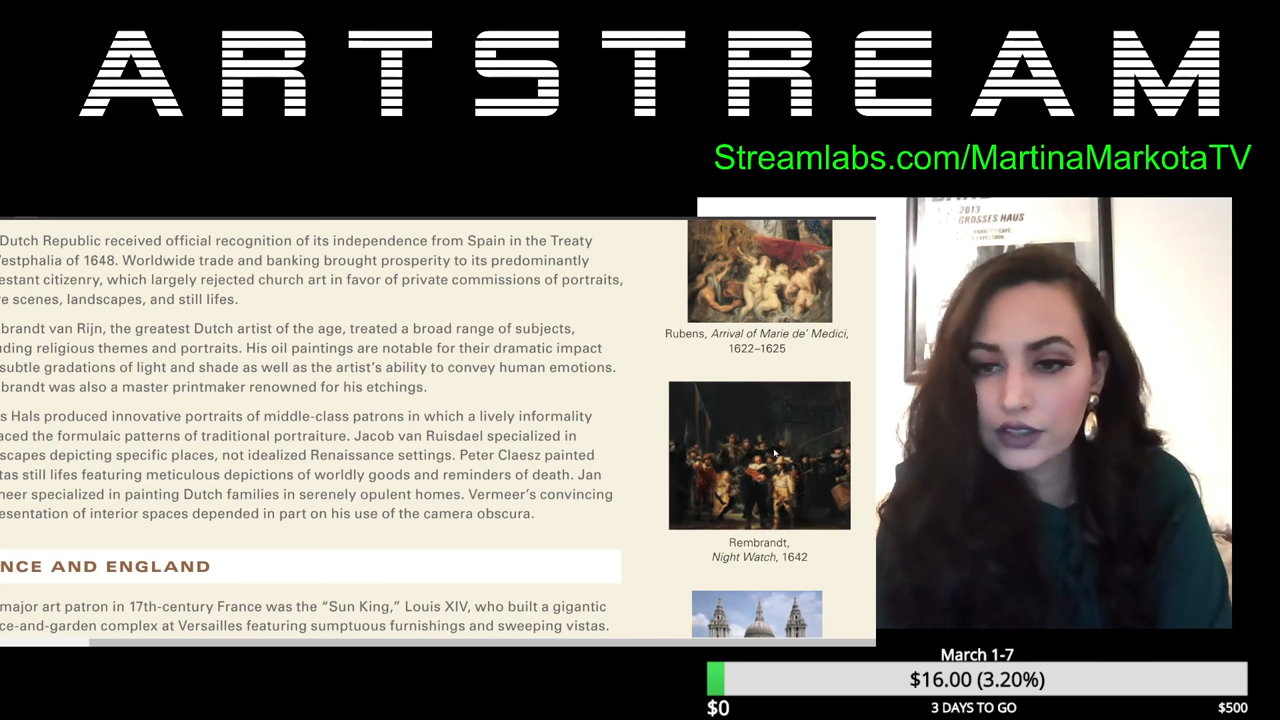 ARTSTREAM
Streamlabs.com/MartinaMarkotaTV
Dutch Republic received official recognition of its independence from Spain in the Treaty
estphalia of 1648. Worldwide trade and banking brought prosperity to its predominantly
estant citizenry, which largely rejected church art in favor of private commissions of portraits,
e scenes, landscapes, and still lifes.
brandt van Rijn, the greatest Dutch artist of the age, treated a broad range of subjects,
uding religious themes and portraits. His oil paintings are notable for their dramatic impact
subtle gradations of light and shade as well as the artist's ability to convey human emotions.
brandt was also a master printmaker renowned for his etchings.
s Hals produced innovative portraits of middle-class patrons in which a lively informality
aced the formulaic patterns of traditional portraiture. Jacob van Ruisdael specialized in
scapes depicting specific places, not idealized Renaissance settings. Peter Claesz painted
tas still lifes featuring meticulous depictions of worldly goods and reminders of death. Jan
neer specialized in painting Dutch families in serenely opulent homes. Vermeer's convincing
esentation of interior spaces depended in part on his use of the camera obscura.
NCE AND ENGLAND
major art patron in 17th-century France was the “Sun King,” Louis XIV, who built a gigantic
ce-and-garden complex at Versailles featuring sumptuous furnishings and sweeping vistas.
Rubens, Arrival of Marie de' Medici,
1622–1625
Rembrandt,
Night Watch, 1642
2013
GROSSES HAUS
March 1-7
$16.00 (3.20%)
$0
3 DAYS TO GO
$500